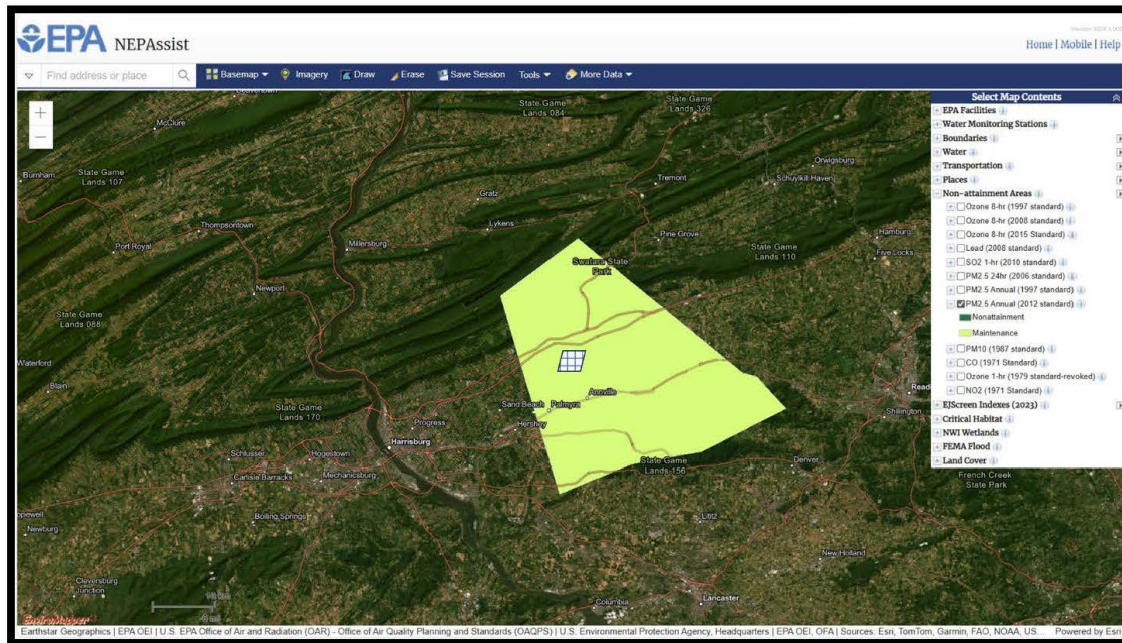 EPA NEPAssist
Home | Mobile | Help
Find address or place
Basemap
Imagery
Draw
Erase
Save Session
Tools
More Data
Select Map Contents
EPA Facilities
Water Monitoring Stations
Boundaries
Water
Transportation
Places
Non-attainment Areas
Ozone 8-hr (1997 standard)
Ozone 8-hr (2008 standard)
Ozone 8-hr (2015 Standard)
Lead (2008 standard)
SO2 1-hr (2010 standard)
PM2.5 24hr (2006 standard)
PM2.5 Annual (1997 standard)
PM2.5 Annual (2012 standard)
Nonattainment
Maintenance
PM10 (1987 standard)
CO (1971 Standard)
Ozone 1-hr (1979 standard-revoked)
NO2 (1971 Standard)
EJScreen Indexes (2023)
Critical Habitat
NWI Wetlands
FEMA Flood
Land Cover
State Game
Lands 084
State Game
Lands 326
McClure
Burnham
State Game
Lands 107
Orwigsburg
Tremont
Schuylkill Haven
Gratz
Lykens
Thompsontown
Port Royal
Millersburg
Pine Grove
Hamburg
State Game
Lands 110
Five Locks
Swatara State
Park
Newport
State Game
Lands 088
Waterford
Blain
Annville
Sand Beach
Palmyra
Hershey
State Game
Lands 170
Progress
Harrisburg
Shillington
Schlusser
Hogestown
Mechanicsburg
Carlisle Barracks
State Game
Lands 156
Denver
French Creek
State Park
Boiling Springs
Newburg
Lititz
New Holland
Cleversburg
Junction
Columbia
Lancaster
EnviroMapper
Earthstar Geographics | EPA OEI | U.S. EPA Office of Air and Radiation (OAR) - Office of Air Quality Planning and Standards (OAQPS) | U.S. Environmental Protection Agency, Headquarters | EPA OEI, OFA | Sources: Esri, TomTom, Garmin, FAO, NOAA, US... Powered by Esri